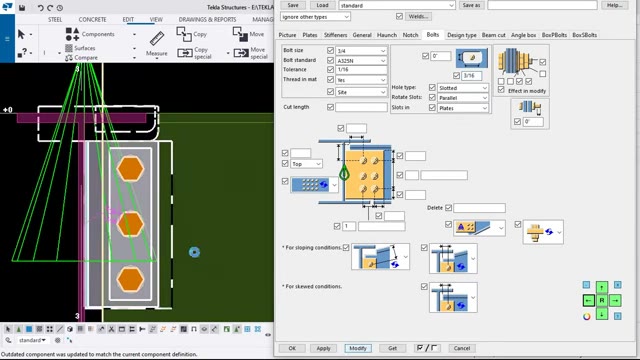 Tekla Structures - E:\TEKLA
STEEL
CONCRETE
EDIT
VIEW
DRAWINGS & REPORTS
MANAGE
Components
Surfaces
Compare
Measure
Copy special
Move special
Copy
Move
+0
3
3
standard
Outdated component was updated to match the current component definition.
Save
Load
standard
Save as
Help...
ignore other types
Welds...
Picture
Plates
Stiffeners
General
Haunch
Notch
Bolts
Design type
Beam cut
Angle box
BoxPBolts
BoxSBolts
Bolt size
3/4
Bolt standard
A325N
Tolerance
1/16
Thread in mat
Yes
Site
Cut length
0"
3/16
Hole type:
Slotted
Rotate Slots:
Parallel
Slots in
Plates
Effect in modify
0"
Top
1
Delete
* For sloping conditions.
* For skewed conditions.
R
OK
Apply
Modify
Get
Cancel